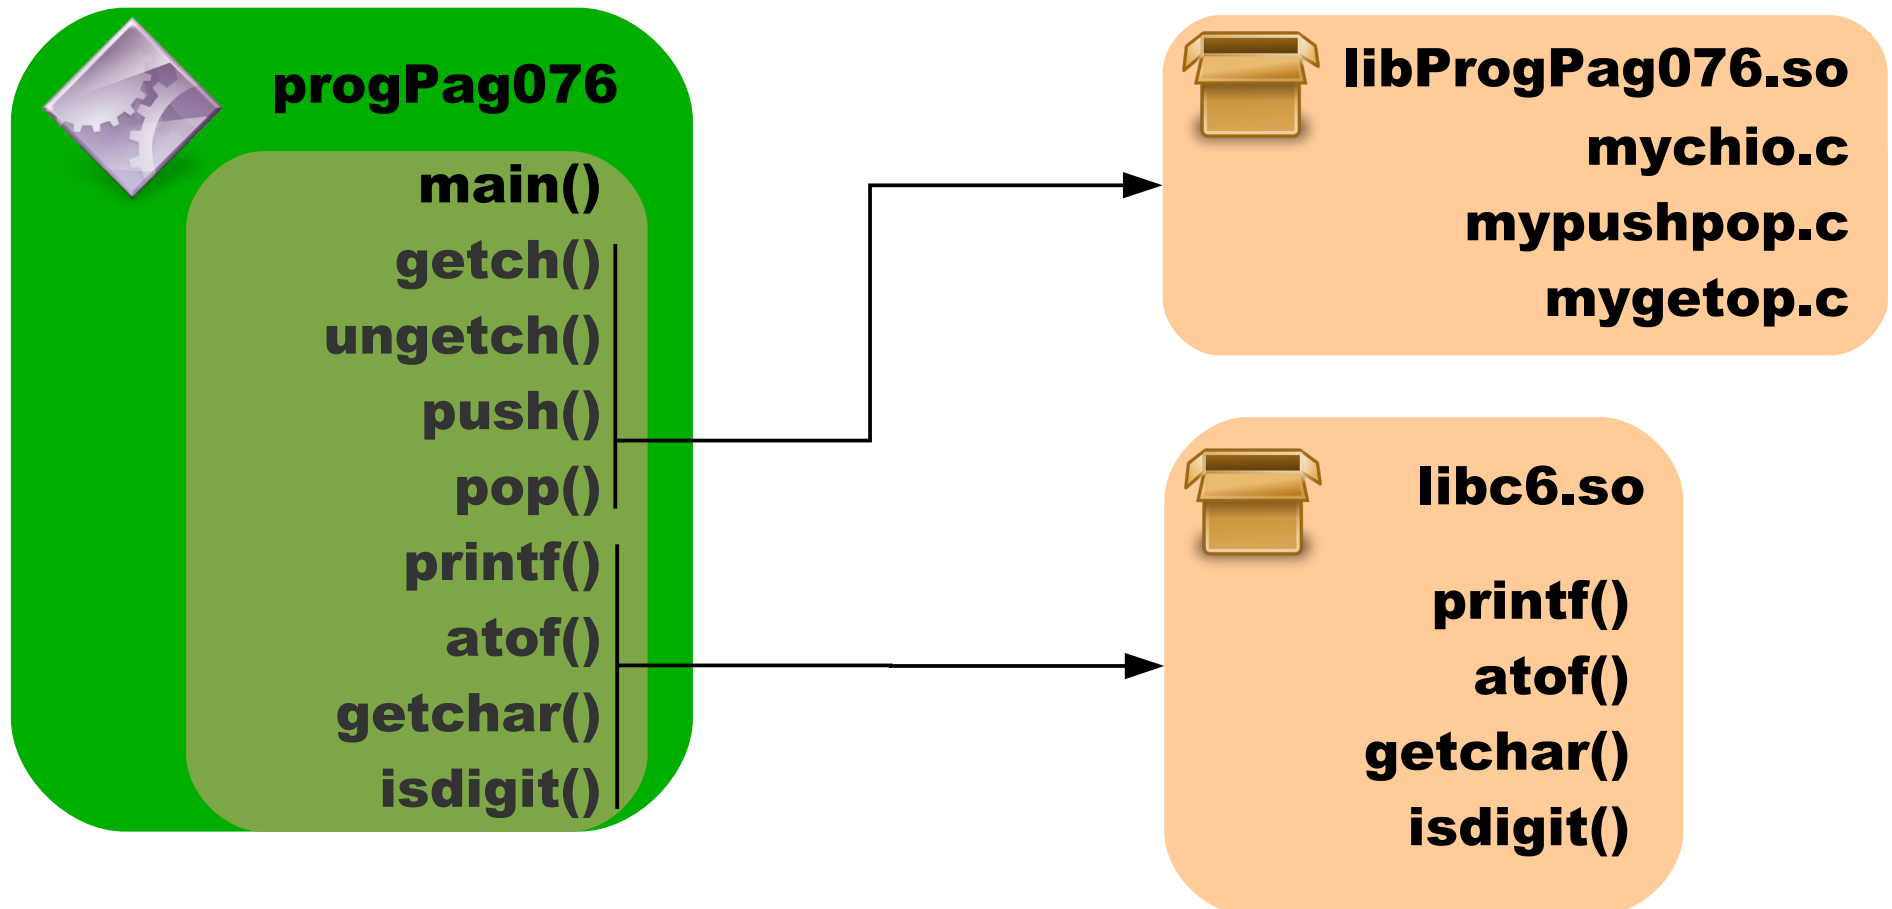 progPag076
main()
getch()
ungetch()
push()
pop()
printf()
atof()
getchar()
isdigit()
libProgPag076.so
mychio.c
mypushpop.c
mygetop.c
libc6.so
printf()
atof()
getchar()
isdigit()